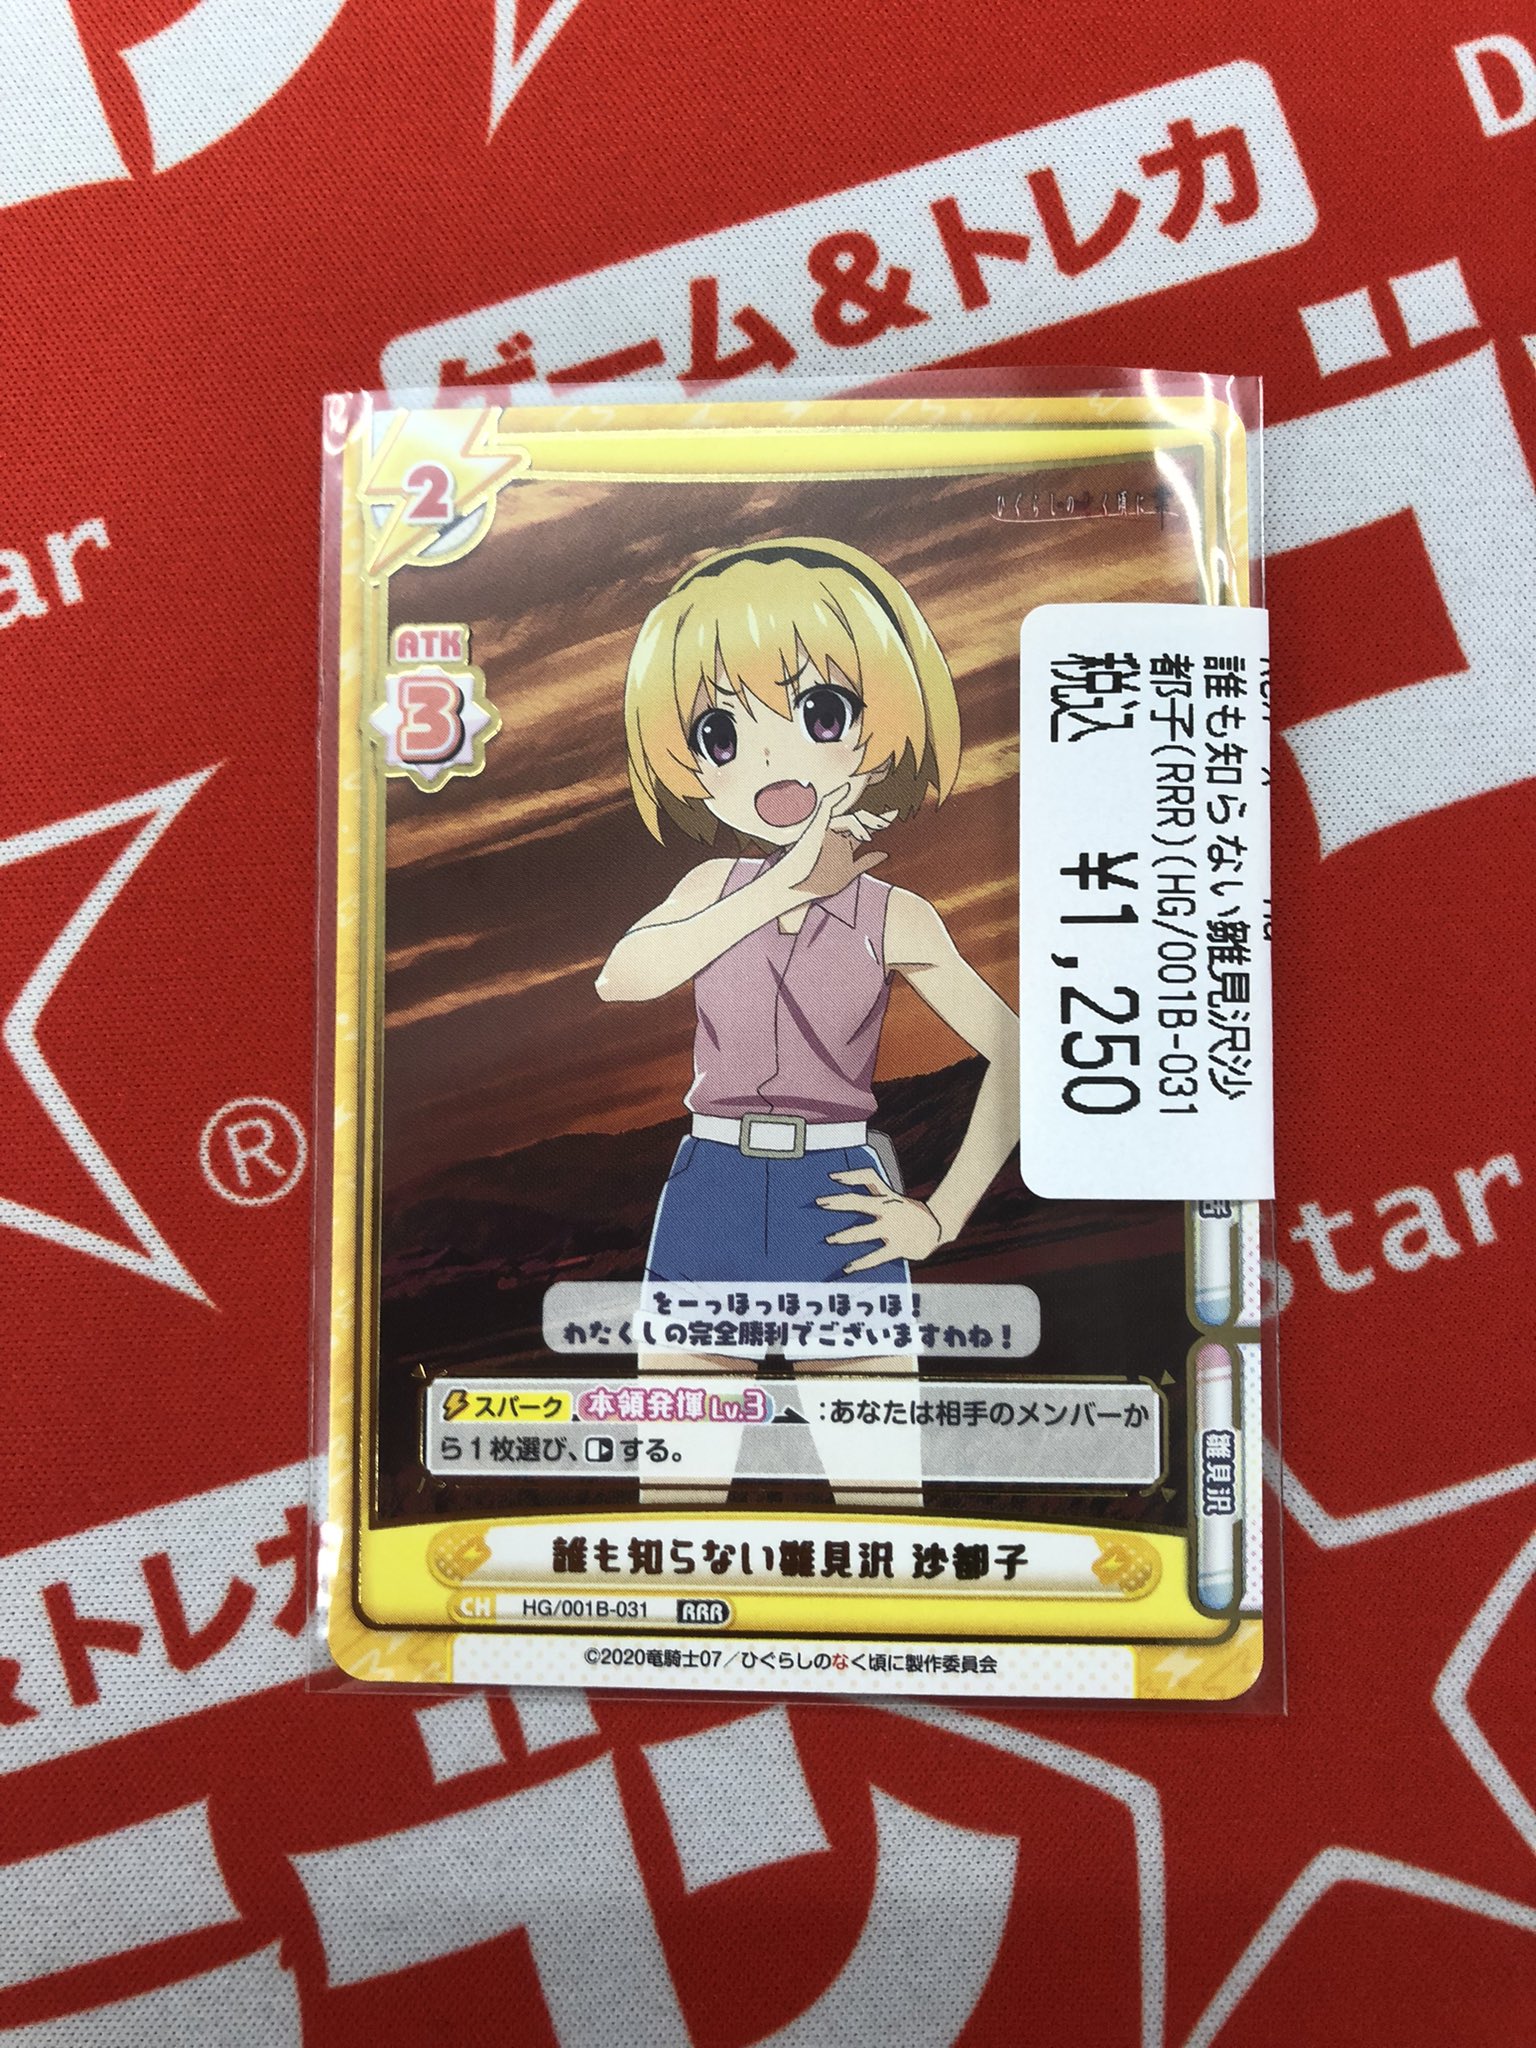 D
ゲーム&トレカ
star
2
ひぐらしのなく頃に
ATK
3
誰も知らない雛見沢沙
都子(RRR)(HG/001B-031
税込 ¥1,250
®
star
をーっほっほっほっほ!
わたくしの完全勝利でございますわね!
スパーク 本領発揮 Lv.3 :あなたは相手のメンバーか
ら1枚選び、する。
雛見沢
誰も知らない雛見沢 沙都子
CH HG/001B-031 RRR
©2020竜騎士07/ひぐらしのなく頃に製作委員会
&トレカ